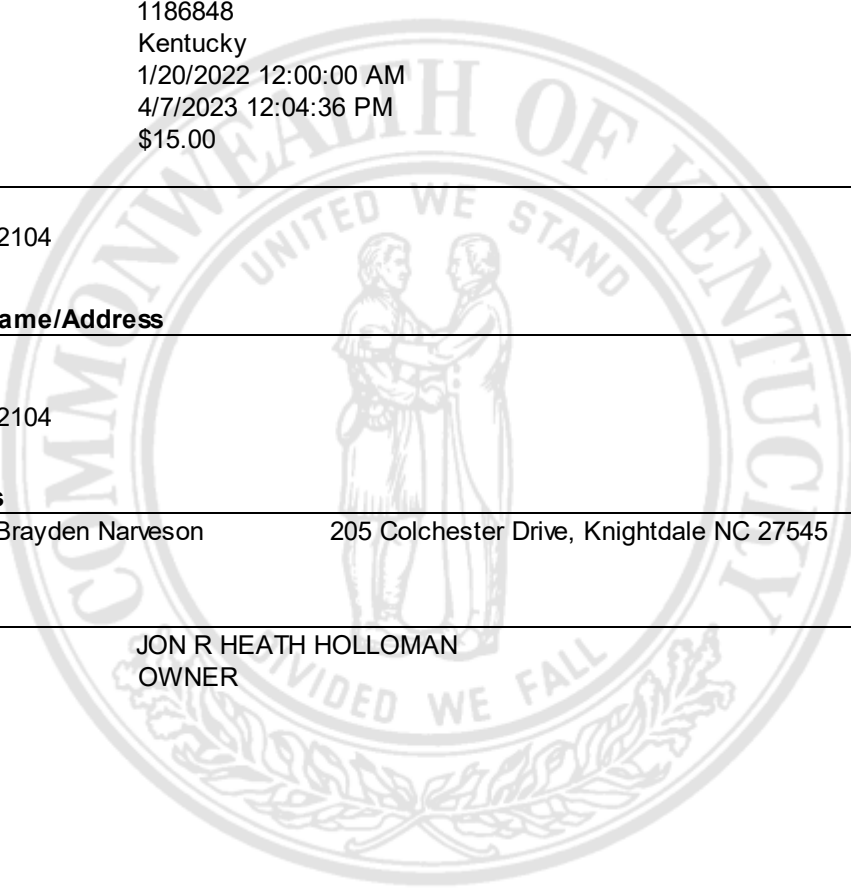 1186848
Kentucky
1/20/2022 12:00:00 AM
4/7/2023 12:04:36 PM
$15.00
COMMONWEALTH OF KENTUCKY
UNITED WE STAND
2104
ame/Address
2104
s
Brayden Narveson 205 Colchester Drive, Knightdale NC 27545
JON R HEATH HOLLOMAN
OWNER
DIVIDED WE FALL